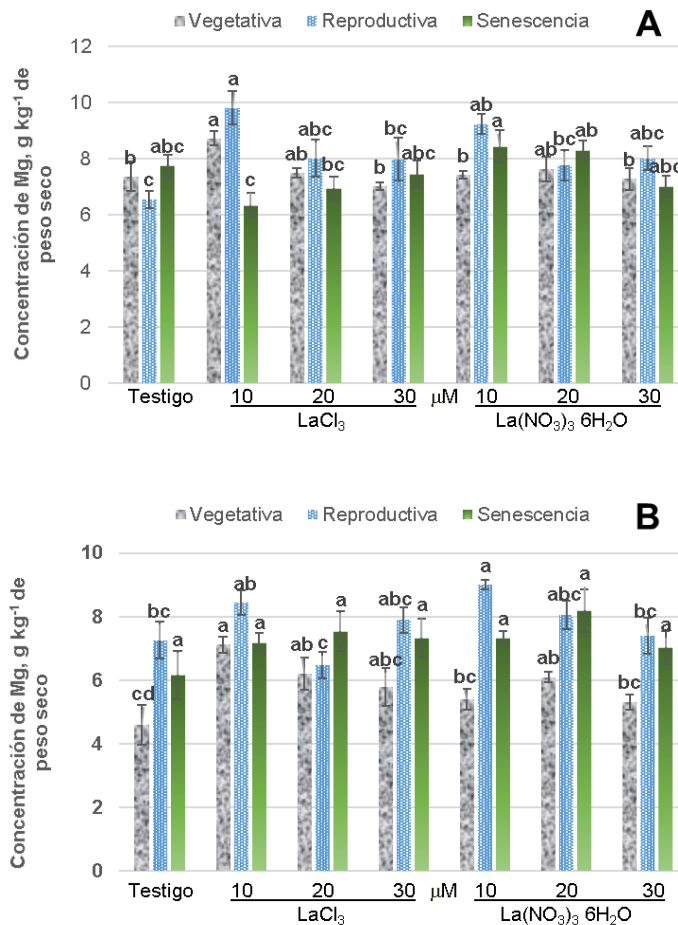 Vegetativa Reproductiva Senescencia A
12
10
8
6
4
2
0
Concentración de Mg, g kg⁻¹ de
peso seco
b c abc
a a c
ab abc bc
b bc abc
b ab a
ab bc ab
b abc abc
Testigo 10 20 30 μM 10 20 30
LaCl₃ La(NO₃)₃ 6H₂O
Vegetativa Reproductiva Senescencia B
10
8
6
4
2
0
Concentración de Mg, g kg⁻¹ de
peso seco
cd bc a
a ab a
ab c a
abc abc a
bc a a
ab abc a
bc bc a
Testigo 10 20 30 μM 10 20 30
LaCl₃ La(NO₃)₃ 6H₂O